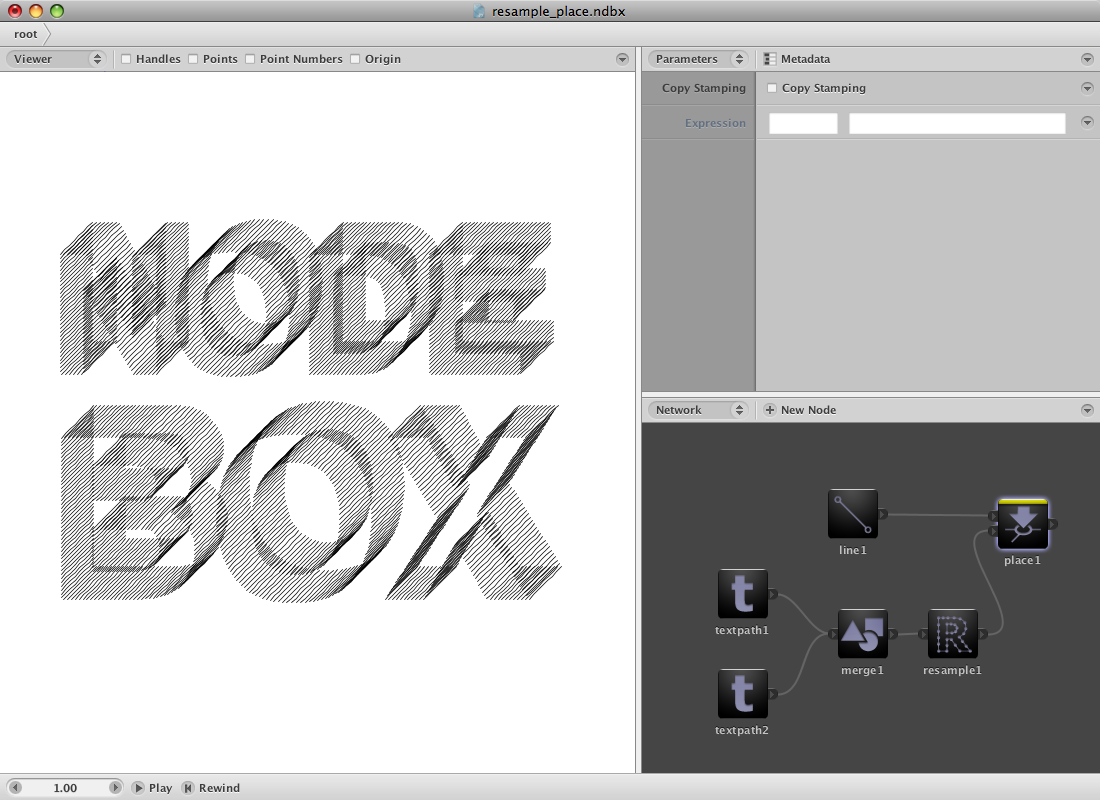 resample_place.ndbx
root
Viewer Handles Points Point Numbers Origin
MODE
BOX
Parameters Metadata
Copy Stamping Copy Stamping
Expression
Network New Node
line1
place1
t
textpath1
R
merge1 resample1
t
textpath2
1.00 Play Rewind